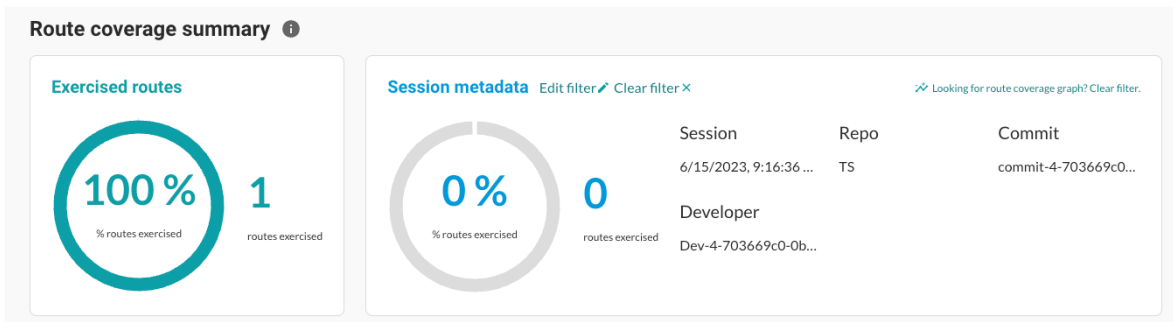 Route coverage summary
Exercised routes
100 %
% routes exercised
1
routes exercised
Session metadata Edit filter Clear filter ×
Looking for route coverage graph? Clear filter.
0 %
% routes exercised
0
routes exercised
Session Repo Commit
6/15/2023, 9:16:36 ... TS commit-4-703669c0...
Developer
Dev-4-703669c0-0b...